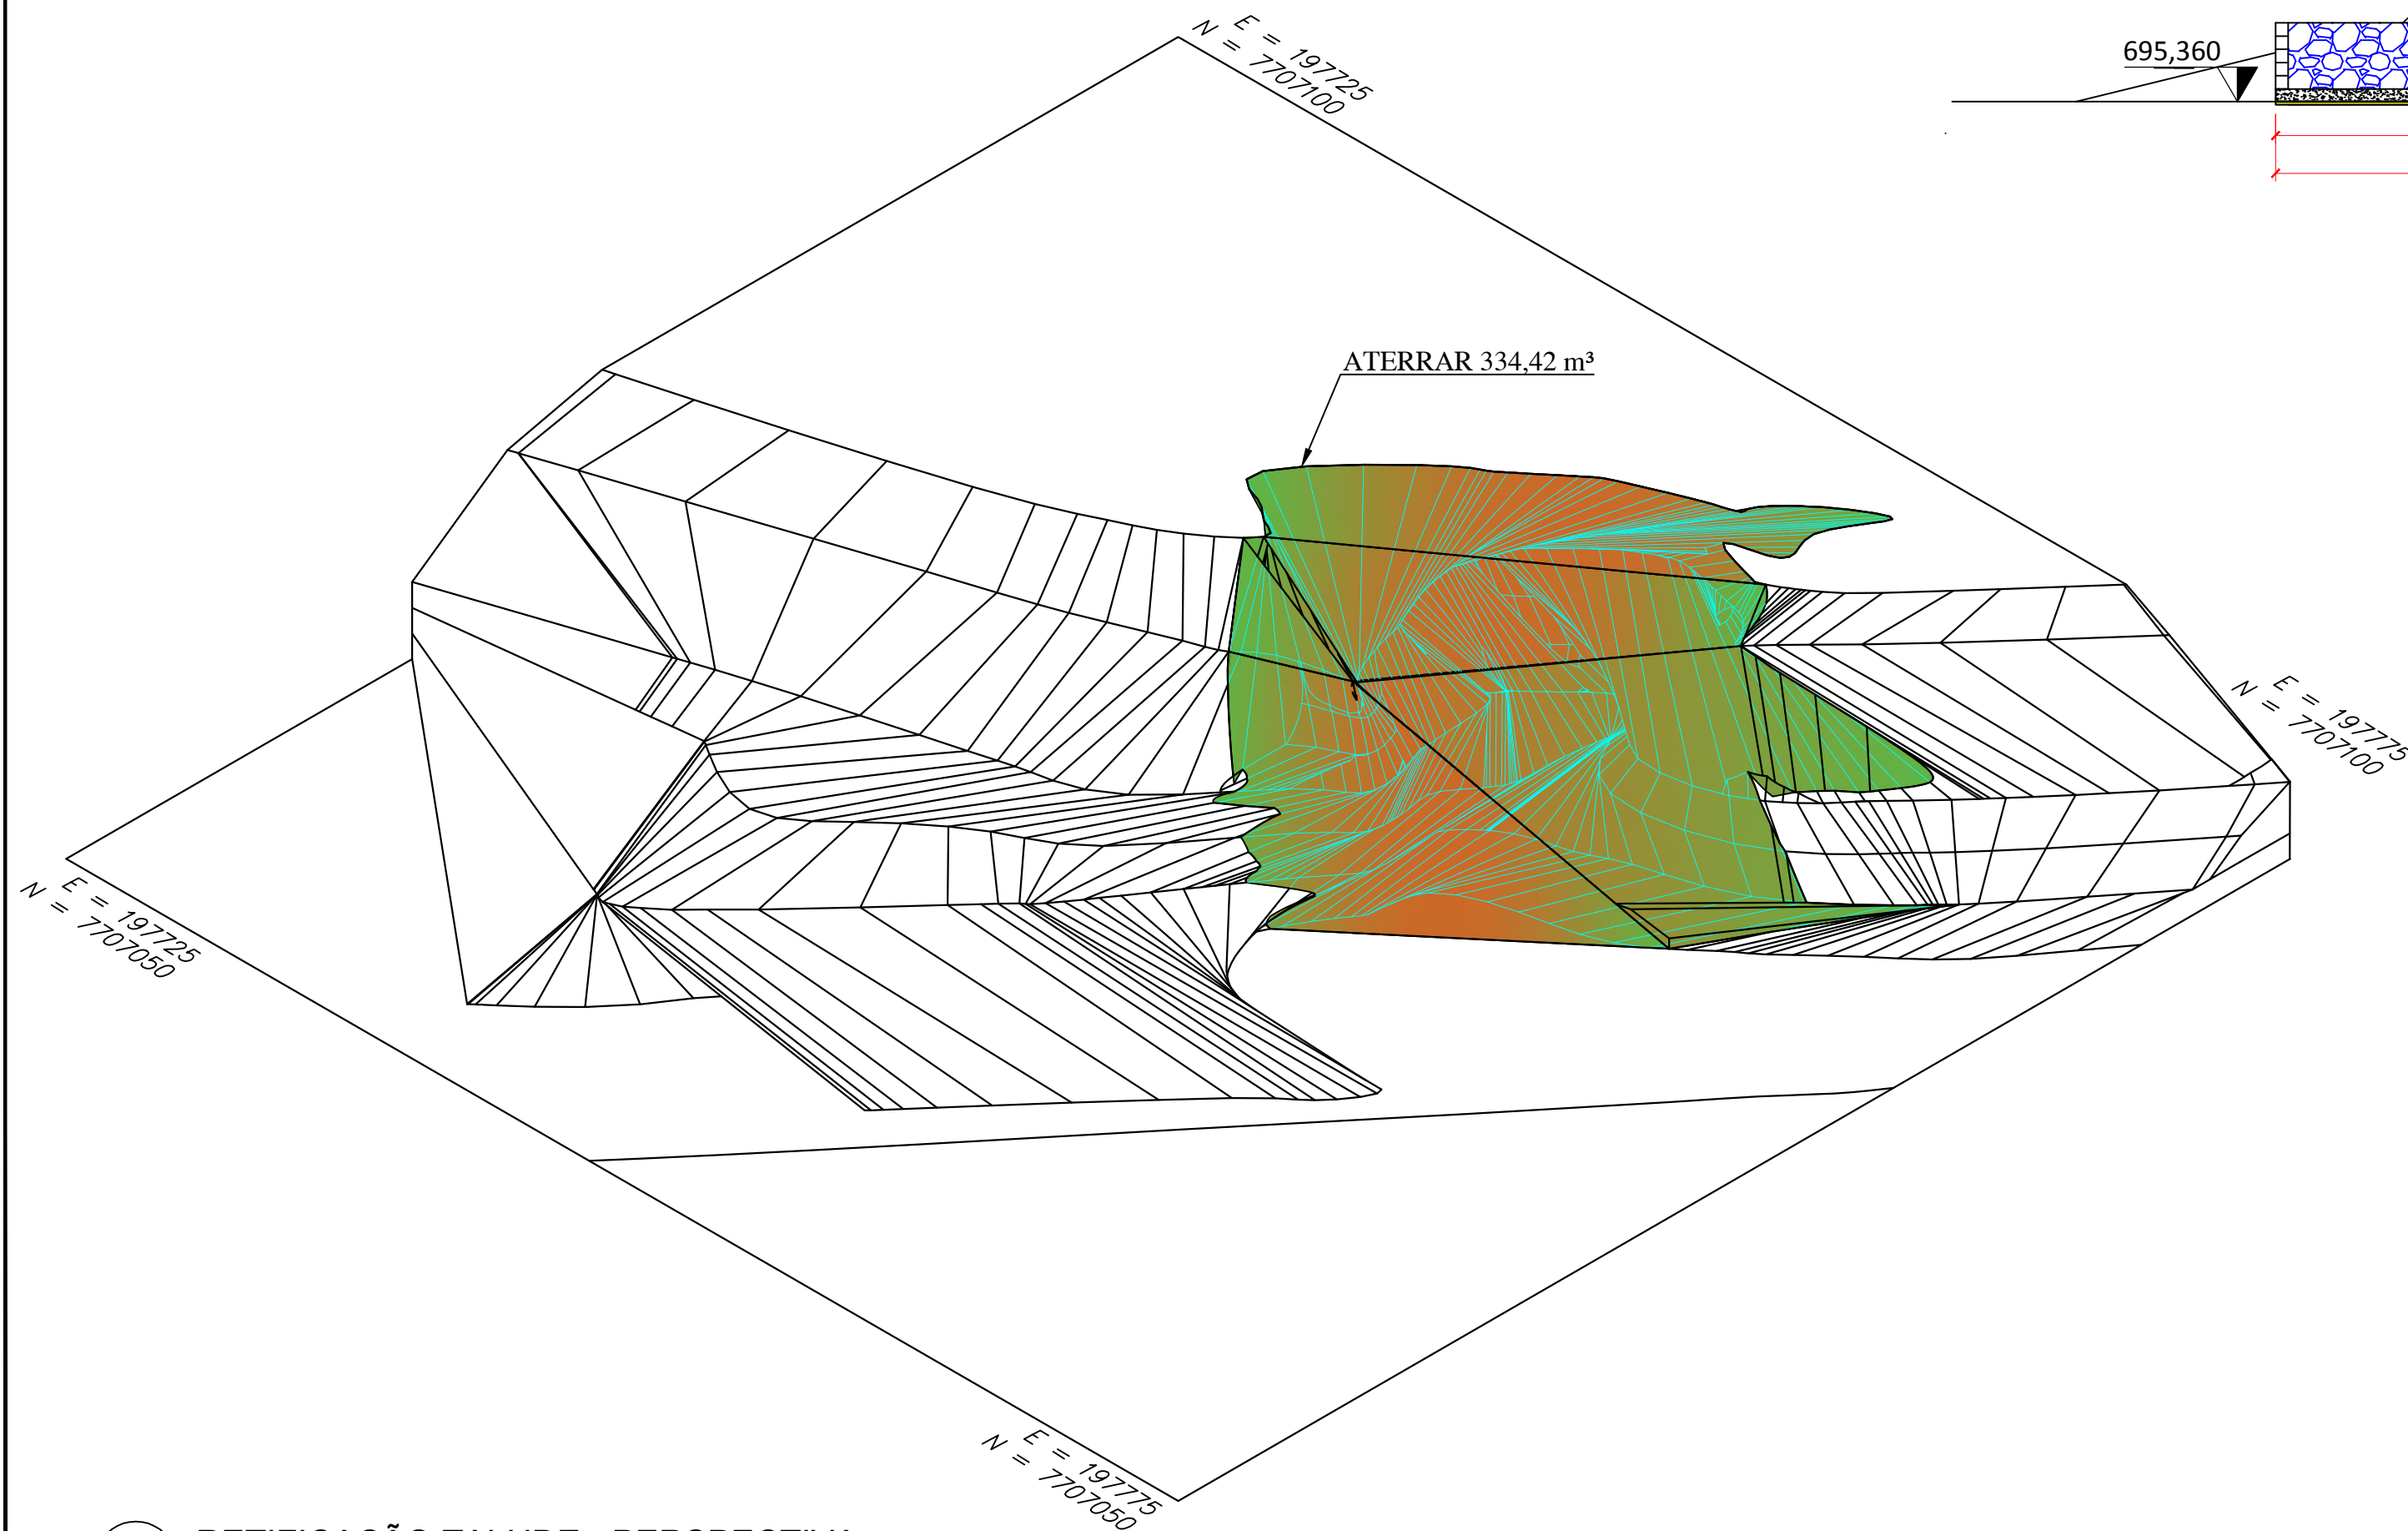 E = 197725
N = 7707100
695,360
ATERRAR 334,42 m³
E = 197775
N = 7707100
E = 197725
N = 7707050
E = 197775
N = 7707050